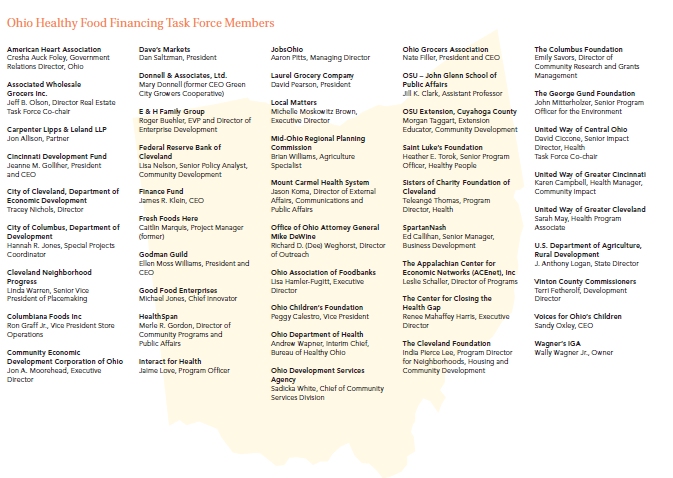 Ohio Healthy Food Financing Task Force Members
American Heart Association
Cresha Auck Foley, Government
Relations Director, Ohio
Associated Wholesale
Grocers Inc.
Jeff B. Olson, Director Real Estate
Task Force Co-chair
Carpenter Lipps & Leland LLP
Jon Allison, Partner
Cincinnati Development Fund
Jeanne M. Golliher, President
and CEO
City of Cleveland, Department of
Economic Development
Tracey Nichols, Director
City of Columbus, Department of
Development
Hannah R. Jones, Special Projects
Coordinator
Cleveland Neighborhood
Progress
Linda Warren, Senior Vice
President of Placemaking
Columbiana Foods Inc
Ron Graff Jr., Vice President Store
Operations
Community Economic
Development Corporation of Ohio
Jon A. Moorehead, Executive
Director
Dave's Markets
Dan Saltzman, President
Donnell & Associates, Ltd.
Mary Donnell (former CEO Green
City Growers Cooperative)
E & H Family Group
Roger Buehler, EVP and Director of
Enterprise Development
Federal Reserve Bank of
Cleveland
Lisa Nelson, Senior Policy Analyst,
Community Development
Finance Fund
James R. Klein, CEO
Fresh Foods Here
Caitlin Marquis, Project Manager
(former)
Godman Guild
Ellen Moss Williams, President and
CEO
Good Food Enterprises
Michael Jones, Chief Innovator
HealthSpan
Merle R. Gordon, Director of
Community Programs and
Public Affairs
Interact for Health
Jaime Love, Program Officer
JobsOhio
Aaron Pitts, Managing Director
Laurel Grocery Company
David Pearson, President
Local Matters
Michelle Moskowitz Brown,
Executive Director
Mid-Ohio Regional Planning
Commission
Brian Williams, Agriculture
Specialist
Mount Carmel Health System
Jason Koma, Director of External
Affairs, Communications and
Public Affairs
Office of Ohio Attorney General
Mike DeWine
Richard D. (Dee) Weghorst, Director
of Outreach
Ohio Association of Foodbanks
Lisa Hamler-Fugitt, Executive
Director
Ohio Children's Foundation
Peggy Calestro, Vice President
Ohio Department of Health
Andrew Wapner, Interim Chief,
Bureau of Healthy Ohio
Ohio Development Services
Agency
Sadicka White, Chief of Community
Services Division
Ohio Grocers Association
Nate Filler, President and CEO
OSU – John Glenn School of
Public Affairs
Jill K. Clark, Assistant Professor
OSU Extension, Cuyahoga County
Morgan Taggart, Extension
Educator, Community Development
Saint Luke's Foundation
Heather E. Torok, Senior Program
Officer, Healthy People
Sisters of Charity Foundation of
Cleveland
Teleangé Thomas, Program
Director, Health
SpartanNash
Ed Callihan, Senior Manager,
Business Development
The Appalachian Center for
Economic Networks (ACEnet), Inc
Leslie Schaller, Director of Programs
The Center for Closing the
Health Gap
Renee Mahaffey Harris, Executive
Director
The Cleveland Foundation
India Pierce Lee, Program Director
for Neighborhoods, Housing and
Community Development
The Columbus Foundation
Emily Savors, Director of
Community Research and Grants
Management
The George Gund Foundation
John Mitterholzer, Senior Program
Officer for the Environment
United Way of Central Ohio
David Ciccone, Senior Impact
Director, Health
Task Force Co-chair
United Way of Greater Cincinnati
Karen Campbell, Health Manager,
Community Impact
United Way of Greater Cleveland
Sarah May, Health Program
Associate
U.S. Department of Agriculture,
Rural Development
J. Anthony Logan, State Director
Vinton County Commissioners
Terri Fetherolf, Development
Director
Voices for Ohio's Children
Sandy Oxley, CEO
Wagner's IGA
Wally Wagner Jr., Owner